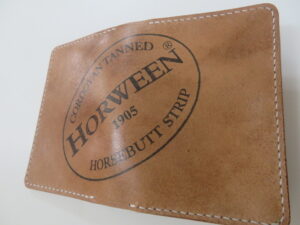 CORDOVAN TANNED
HORWEEN®
1905
HORSEBUTT STRIP